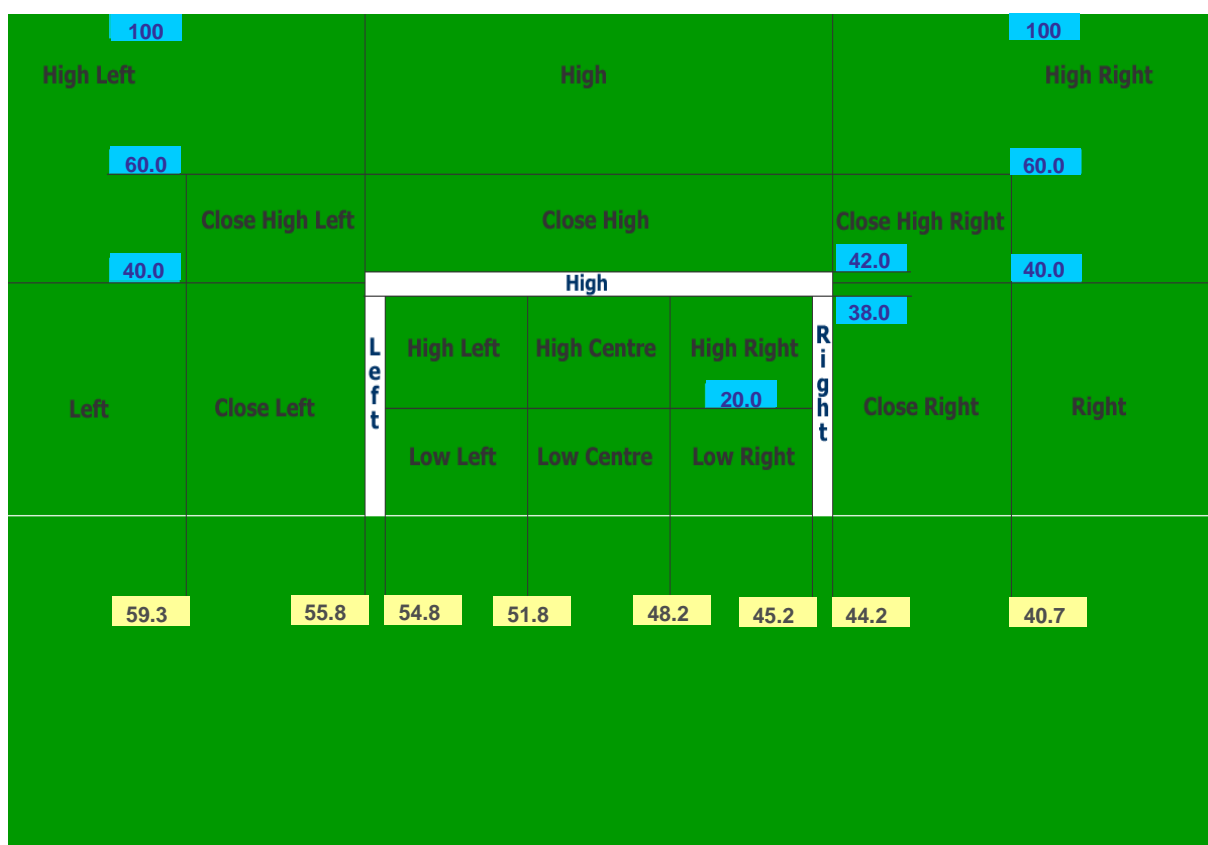 100 100
High Left High High Right
60.0 60.0
Close High Left Close High Close High Right
42.0
40.0 40.0
High
38.0
Left
Right
High Left High Centre High Right
20.0
Left Close Left Close Right Right
Low Left Low Centre Low Right
59.3 55.8 54.8 51.8 48.2 45.2 44.2 40.7